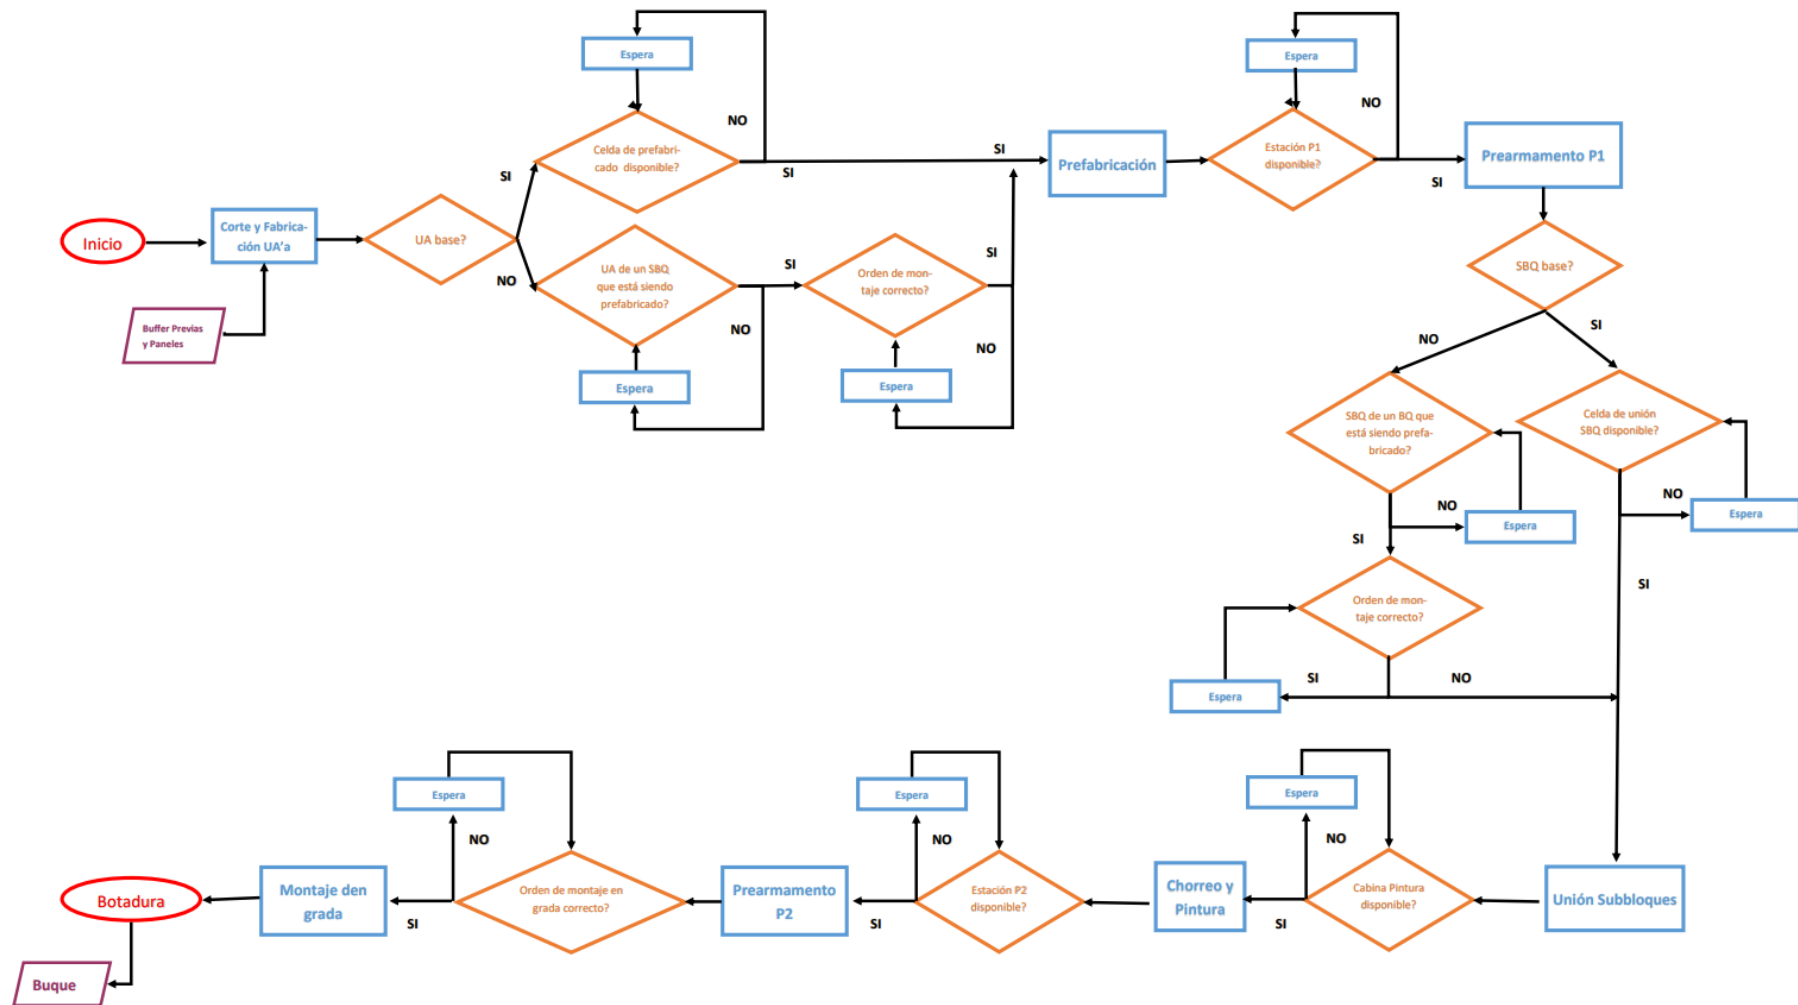 Espera
NO
Celda de prefabri-
cado disponible?
SI
SI
SI
Inicio
Corte y Fabrica-
ción UA'a
UA base?
NO
UA de un SBQ
que está siendo
prefabricado?
SI
NO
Espera
Orden de mon-
taje correcto?
SI
NO
Espera
Buffer Previas
y Paneles
Prefabricación
Espera
NO
Estación P1
disponible?
SI
Prearmamento P1
SBQ base?
NO
SI
SBQ de un BQ que
está siendo prefa-
bricado?
Celda de unión
SBQ disponible?
NO
Espera
NO
Espera
SI
SI
Orden de mon-
taje correcto?
SI
NO
Espera
Unión Subbloques
Cabina Pintura
disponible?
Espera
NO
SI
Chorreo y
Pintura
Estación P2
disponible?
Espera
NO
SI
Prearmamento
P2
Orden de montaje en
grada correcto?
Espera
NO
SI
Montaje den
grada
Botadura
Buque